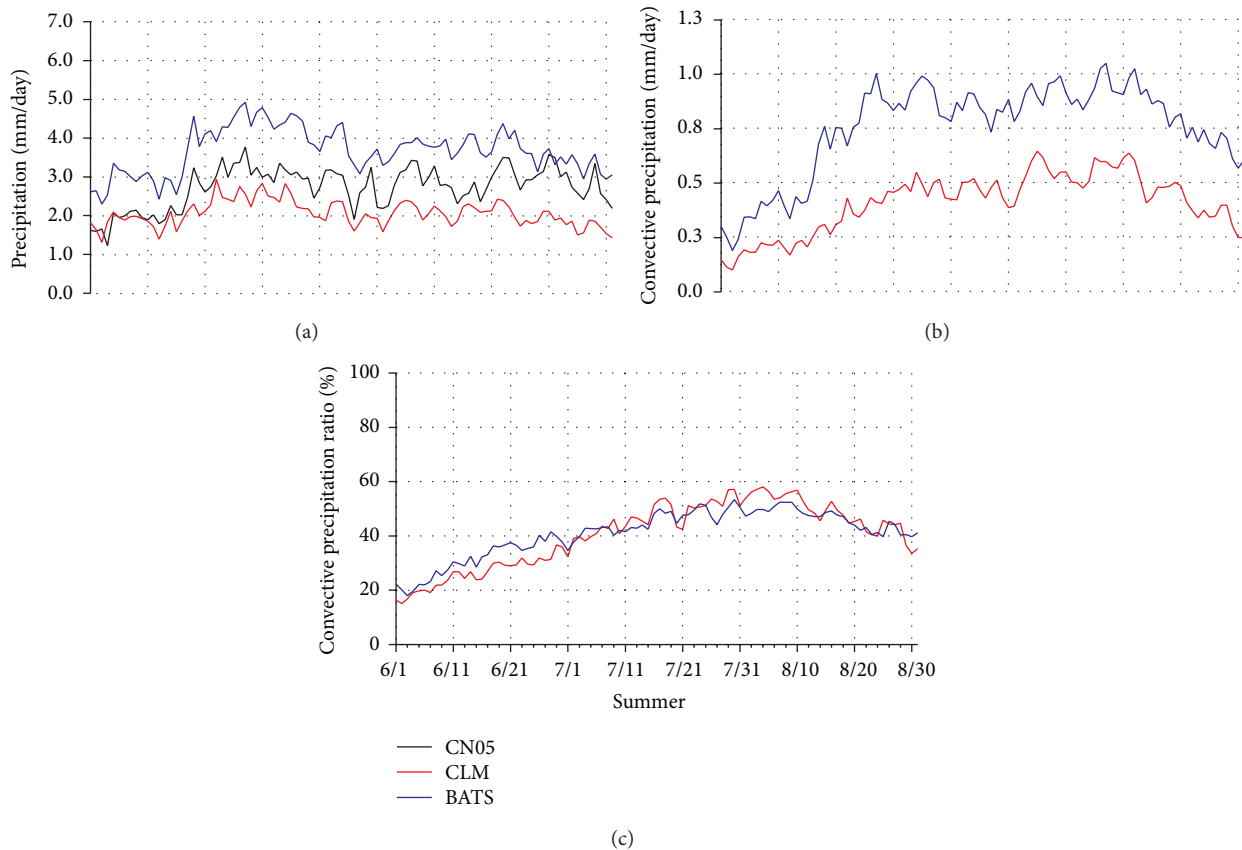 Precipitation (mm/day)
7.0
6.0
5.0
4.0
3.0
2.0
1.0
0.0
(a)
Convective precipitation (mm/day)
1.3
1.0
0.8
0.5
0.3
0.0
(b)
Convective precipitation ratio (%)
100
80
60
40
20
0
6/1 6/11 6/21 7/1 7/11 7/21 7/31 8/10 8/20 8/30
Summer
CN05
CLM
BATS
(c)